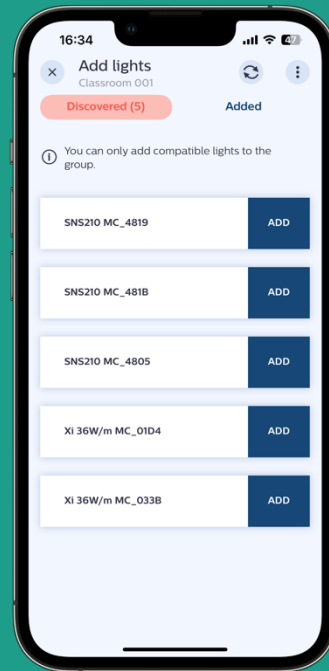 16:34
47
Add lights
Classroom 001
Discovered (5)
Added
You can only add compatible lights to the
group.
SNS210 MC_4819
ADD
SNS210 MC_481B
ADD
SNS210 MC_4805
ADD
Xi 36W/m MC_01D4
ADD
Xi 36W/m MC_033B
ADD